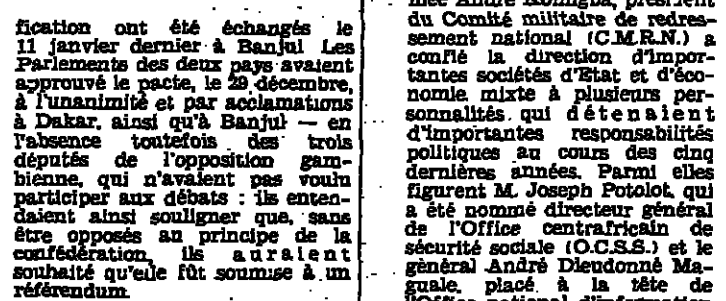 fication ont été échangés le
11 janvier dernier à Banjul Les
Parlements des deux pays avaient
approuvé le pacte, le 29 décembre,
à l'unanimité et par acclamations
à Dakar, ainsi qu'à Banjul — en
l'absence toutefois des trois
députés de l'opposition gam-
bienne, qui n'avaient pas voulu
participer aux débats : ils enten-
daient ainsi souligner que, sans
être opposés au principe de la
confédération, ils auraient
souhaité qu'elle fût soumise à un
référendum.
du Comité militaire de redres-
sement national (C.M.R.N.) a
confié la direction d'impor-
tantes sociétés d'Etat et d'éco-
nomie mixte à plusieurs per-
sonnalités qui détenaient
d'importantes responsabilités
politiques au cours des cinq
dernières années. Parmi elles
figurent M. Joseph Potolot, qui
a été nommé directeur général
de l'Office centrafricain de
sécurité sociale (O.C.S.S.) et le
général André Dieudonné Ma-
guale, placé à la tête de
l'Office national d'information